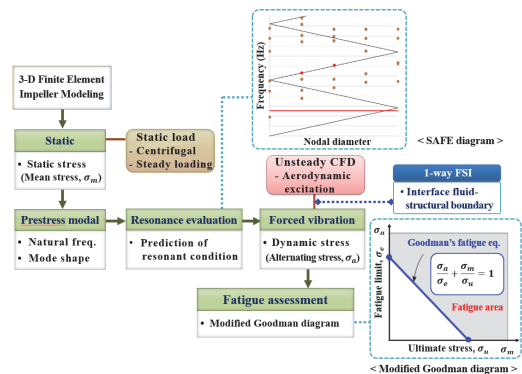 3-D Finite Element
Impeller Modeling
Static
• Static stress
(Mean stress, σm)
Static load
- Centrifugal
- Steady loading
Prestress modal
• Natural freq.
• Mode shape
Resonance evaluation
• Prediction of
resonant condition
Frequency (Hz)
Nodal diameter
< SAFE diagram >
Unsteady CFD
- Aerodynamic
excitation
1-way FSI
• Interface fluid-
structural boundary
Forced vibration
• Dynamic stress
(Alternating stress, σa)
Fatigue assessment
• Modified Goodman diagram
σa
Fatigue limit, σe
Goodman's fatigue eq.
σa/σe + σm/σu = 1
Fatigue area
Ultimate stress, σu σm
< Modified Goodman diagram >